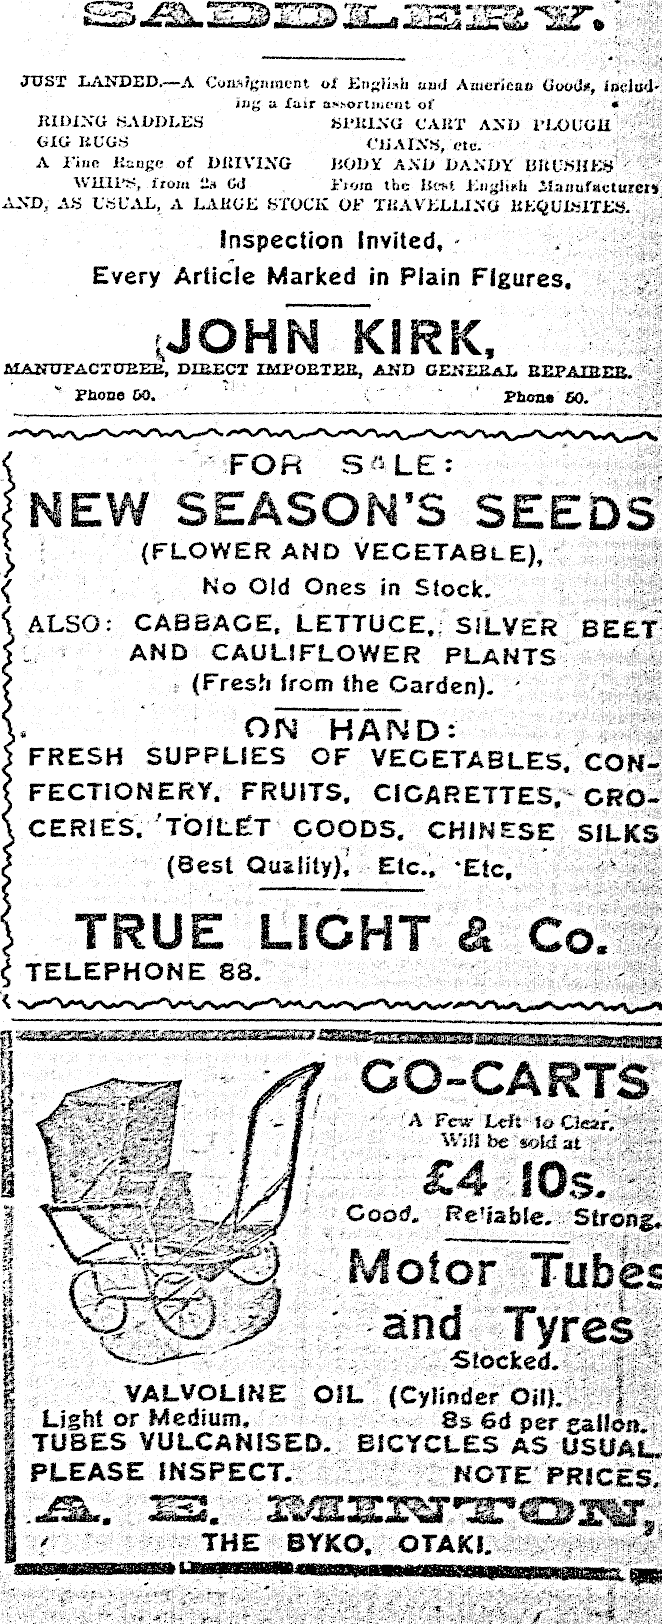 SADDLERY.
JUST LANDED.—A Consignment of English and American Goods, includ-
ing a fair assortment of
RIDING SADDLES
GIG RUGS
A Fine Range of DRIVING
WHIPS, from 2s 6d
SPRING CART AND PLOUGH
CHAINS, etc.
BODY AND DANDY BRUSHES
From the Best English Manufacturers
AND, AS USUAL, A LARGE STOCK OF TRAVELLING REQUISITES.
Inspection Invited,
Every Article Marked in Plain Figures.
JOHN KIRK,
MANUFACTURER, DIRECT IMPORTER, AND GENERAL REPAIRER.
Phone 50. Phone 50.
FOR SALE:
NEW SEASON'S SEEDS
(FLOWER AND VEGETABLE),
No Old Ones in Stock.
ALSO: CABBAGE, LETTUCE, SILVER BEET
AND CAULIFLOWER PLANTS
(Fresh from the Garden).
ON HAND:
FRESH SUPPLIES OF VEGETABLES, CON-
FECTIONERY, FRUITS, CIGARETTES, GRO-
CERIES, TOILET GOODS, CHINESE SILKS
(Best Quality), Etc., Etc,
TRUE LIGHT & Co.
TELEPHONE 88.
GO-CARTS
A Few Left to Clear.
Will be sold at
£4 10s.
Good. Reliable. Strong.
Motor Tubes
and Tyres
Stocked.
VALVOLINE OIL (Cylinder Oil).
Light or Medium. 8s 6d per gallon.
TUBES VULCANISED. BICYCLES AS USUAL.
PLEASE INSPECT. NOTE PRICES.
A. E. MINTON,
THE BYKO, OTAKI.